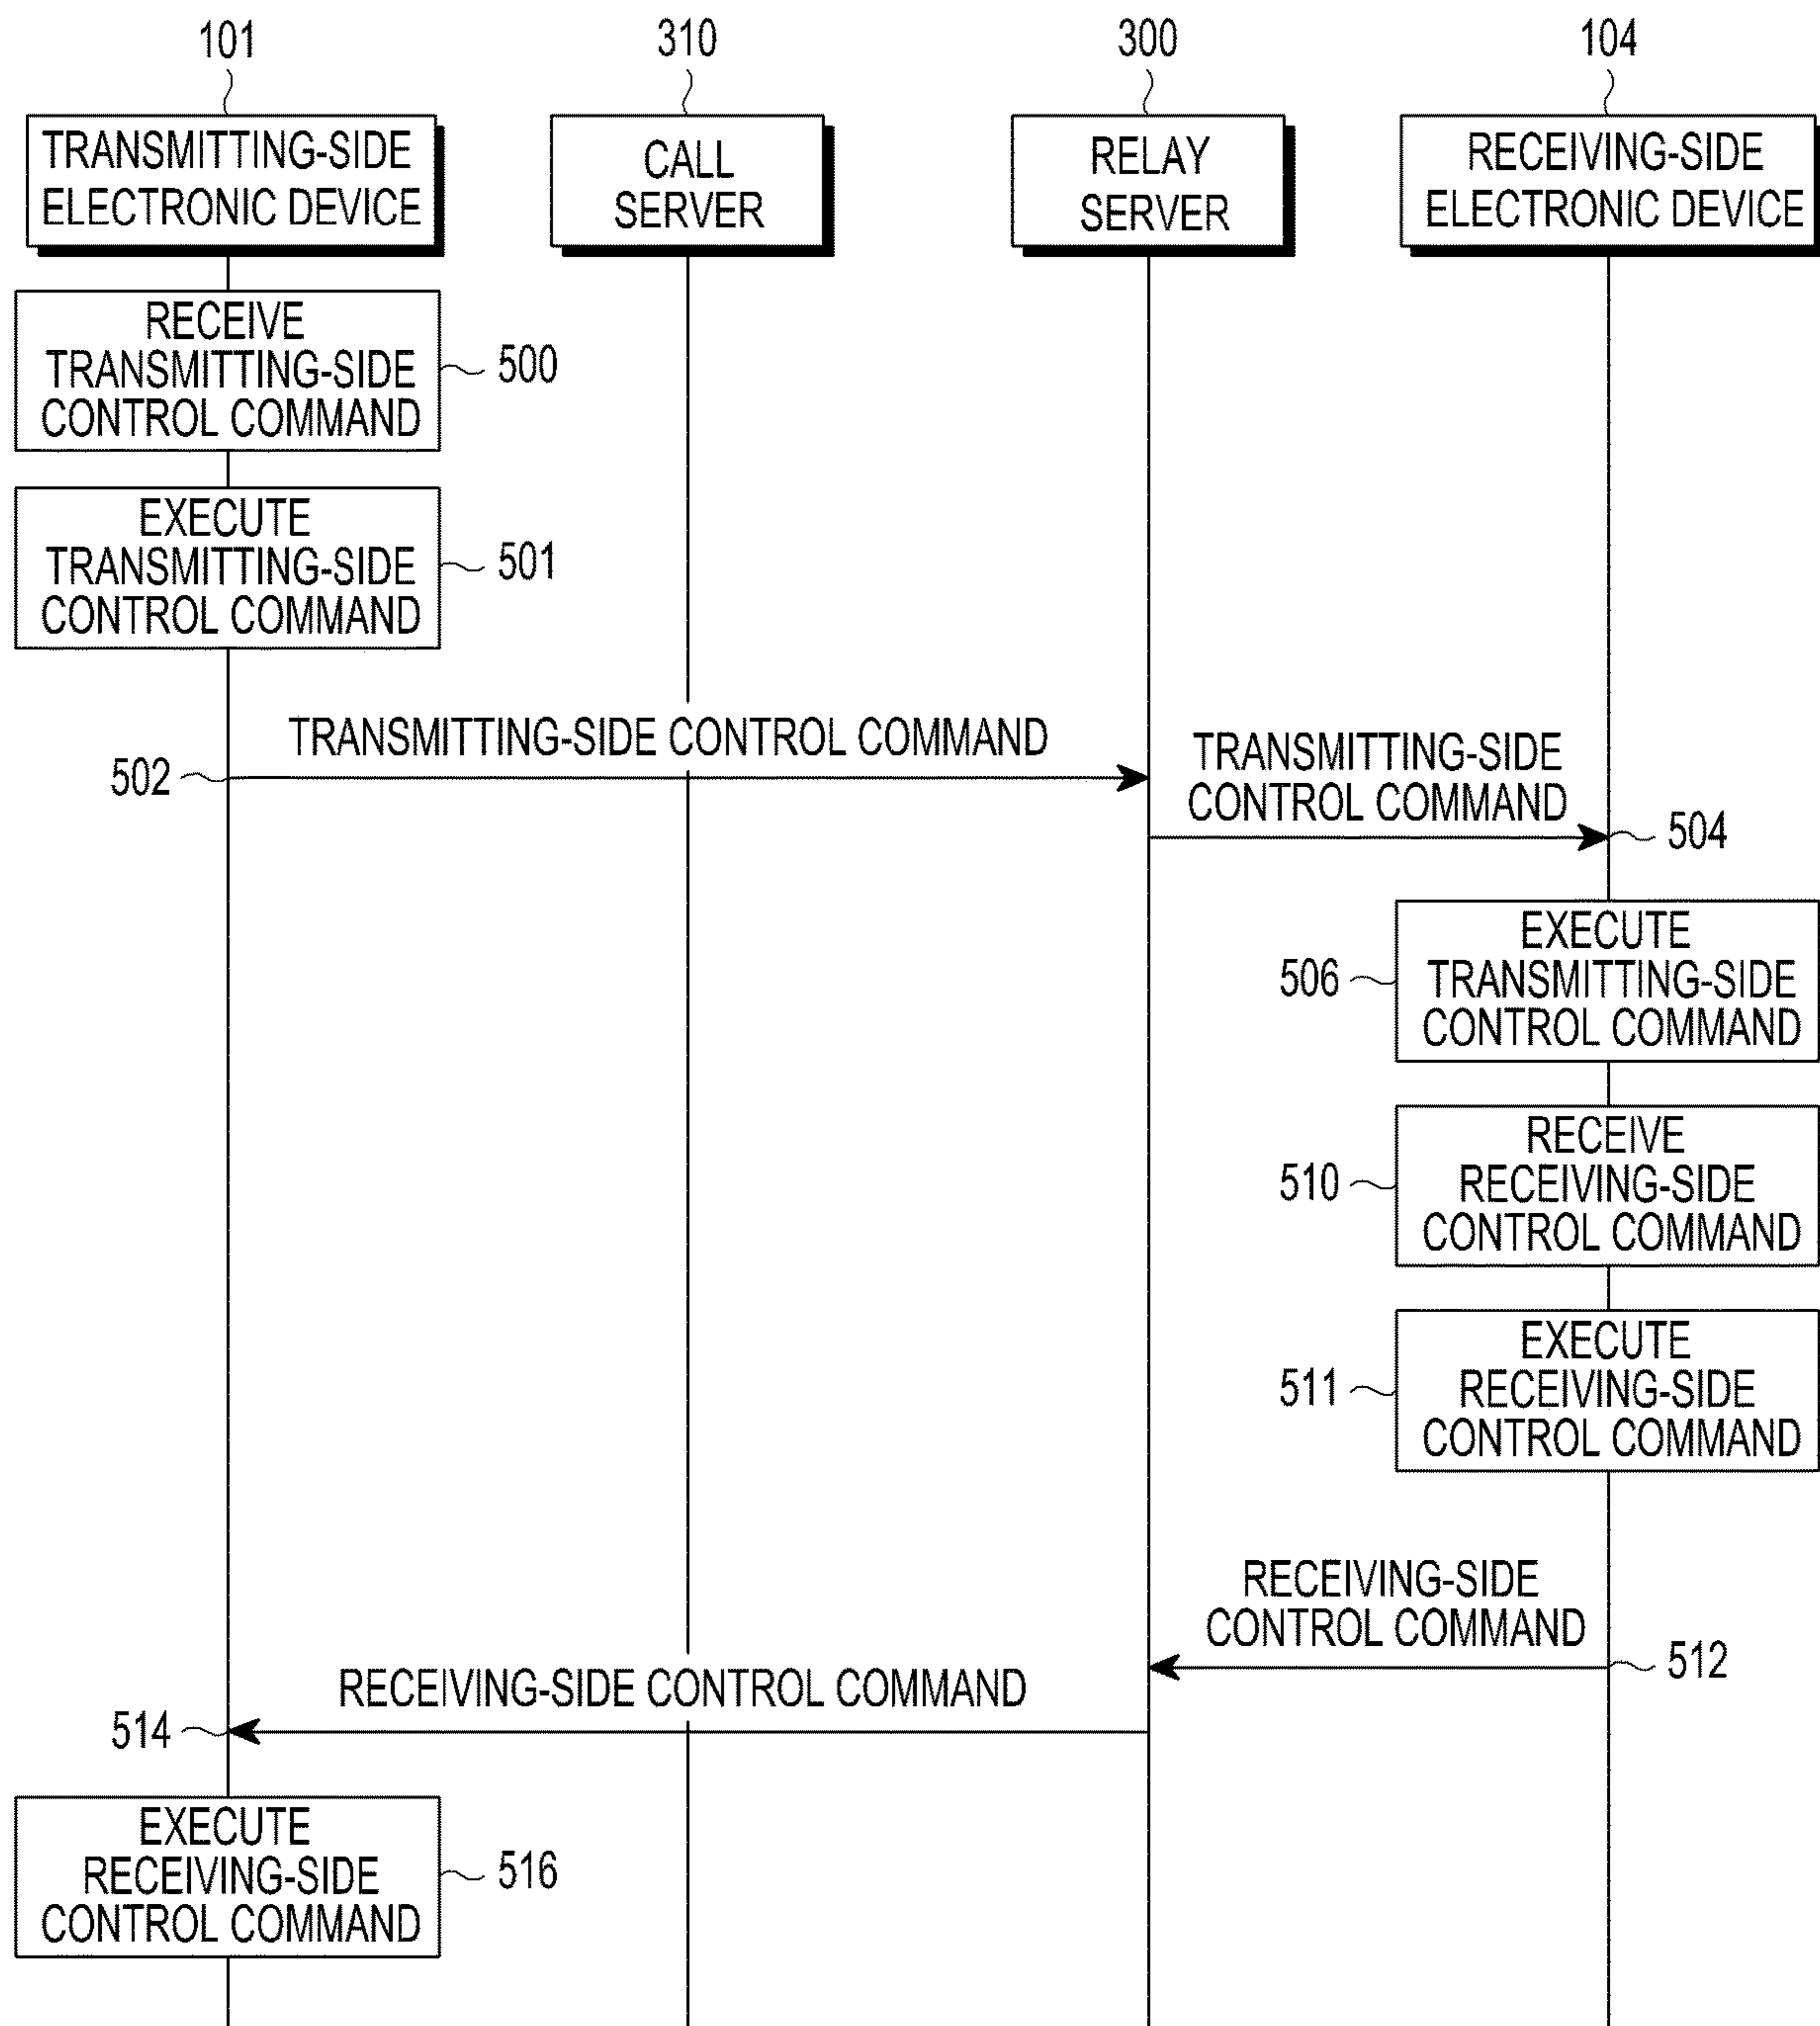 101
310
300
104
TRANSMITTING-SIDE
ELECTRONIC DEVICE
CALL
SERVER
RELAY
SERVER
RECEIVING-SIDE
ELECTRONIC DEVICE
RECEIVE
TRANSMITTING-SIDE
CONTROL COMMAND
500
EXECUTE
TRANSMITTING-SIDE
CONTROL COMMAND
501
TRANSMITTING-SIDE CONTROL COMMAND
502
TRANSMITTING-SIDE
CONTROL COMMAND
504
EXECUTE
TRANSMITTING-SIDE
CONTROL COMMAND
506
RECEIVE
RECEIVING-SIDE
CONTROL COMMAND
510
EXECUTE
RECEIVING-SIDE
CONTROL COMMAND
511
RECEIVING-SIDE
CONTROL COMMAND
512
RECEIVING-SIDE CONTROL COMMAND
514
EXECUTE
RECEIVING-SIDE
CONTROL COMMAND
516